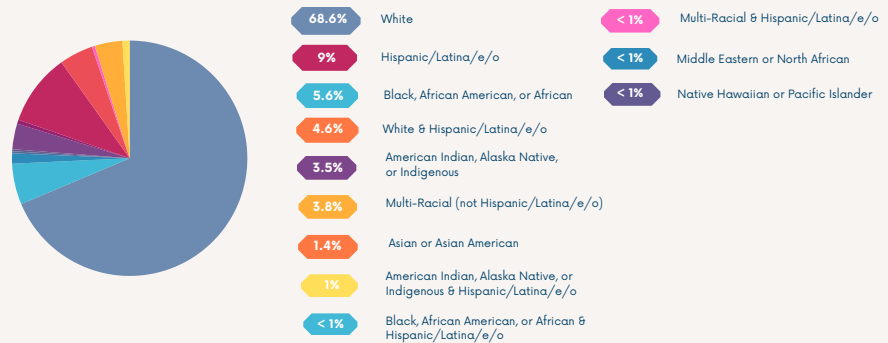 68.6% White
9% Hispanic/Latina/e/o
5.6% Black, African American, or African
4.6% White & Hispanic/Latina/e/o
3.5% American Indian, Alaska Native,
or Indigenous
3.8% Multi-Racial (not Hispanic/Latina/e/o)
1.4% Asian or Asian American
1% American Indian, Alaska Native, or
Indigenous & Hispanic/Latina/e/o
< 1% Black, African American, or African &
Hispanic/Latina/e/o
< 1% Multi-Racial & Hispanic/Latina/e/o
< 1% Middle Eastern or North African
< 1% Native Hawaiian or Pacific Islander